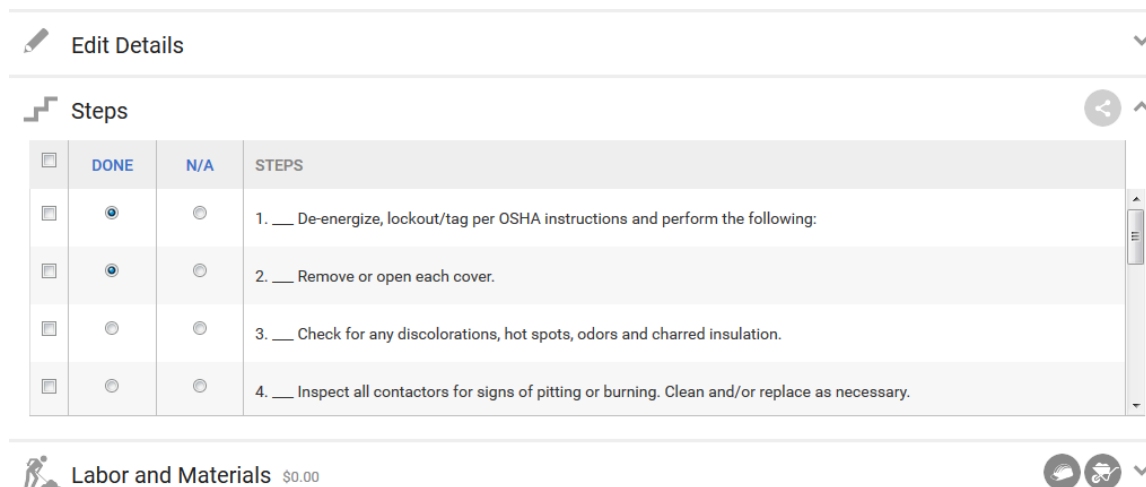 Edit Details
Steps
DONE N/A STEPS
1. ___ De-energize, lockout/tag per OSHA instructions and perform the following:
2. ___ Remove or open each cover.
3. ___ Check for any discolorations, hot spots, odors and charred insulation.
4. ___ Inspect all contactors for signs of pitting or burning. Clean and/or replace as necessary.
Labor and Materials $0.00